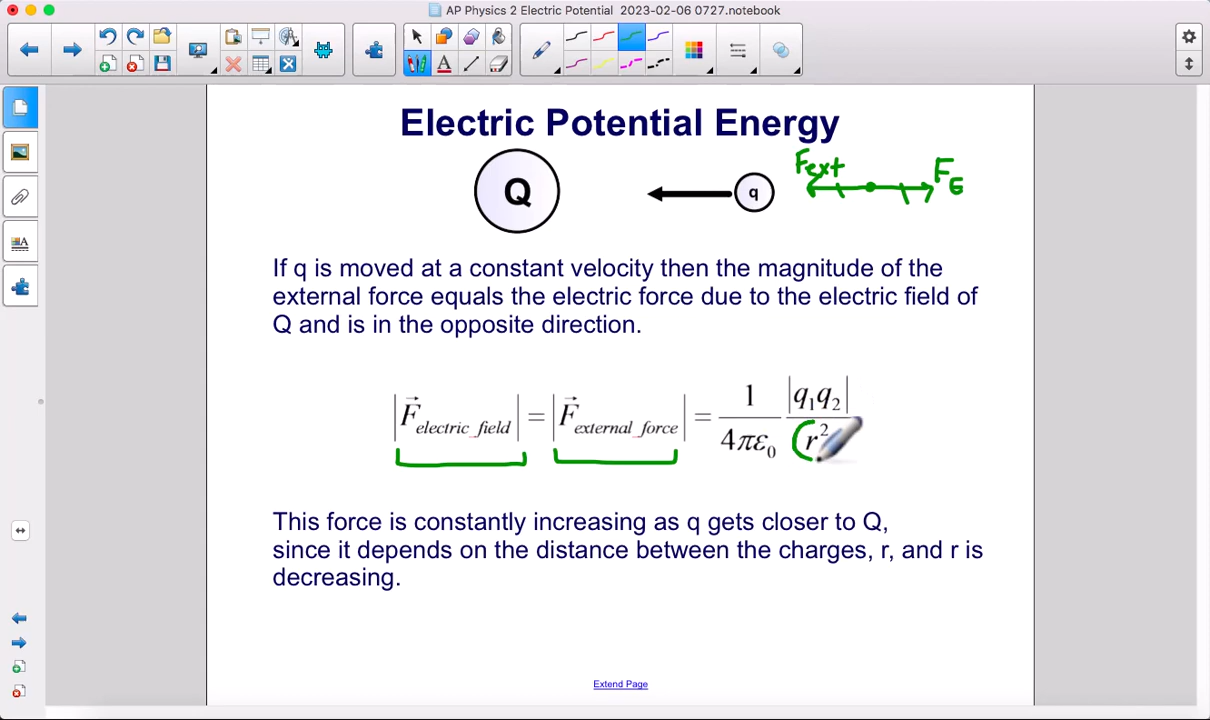 AP Physics 2 Electric Potential 2023-02-06 0727.notebook
Electric Potential Energy
Q
q
Fext
FE
If q is moved at a constant velocity then the magnitude of the
external force equals the electric force due to the electric field of
Q and is in the opposite direction.
|F⃗electric_field| = |F⃗external_force| = 1/4πε₀ |q₁q₂|/r²
This force is constantly increasing as q gets closer to Q,
since it depends on the distance between the charges, r, and r is
decreasing.
Extend Page